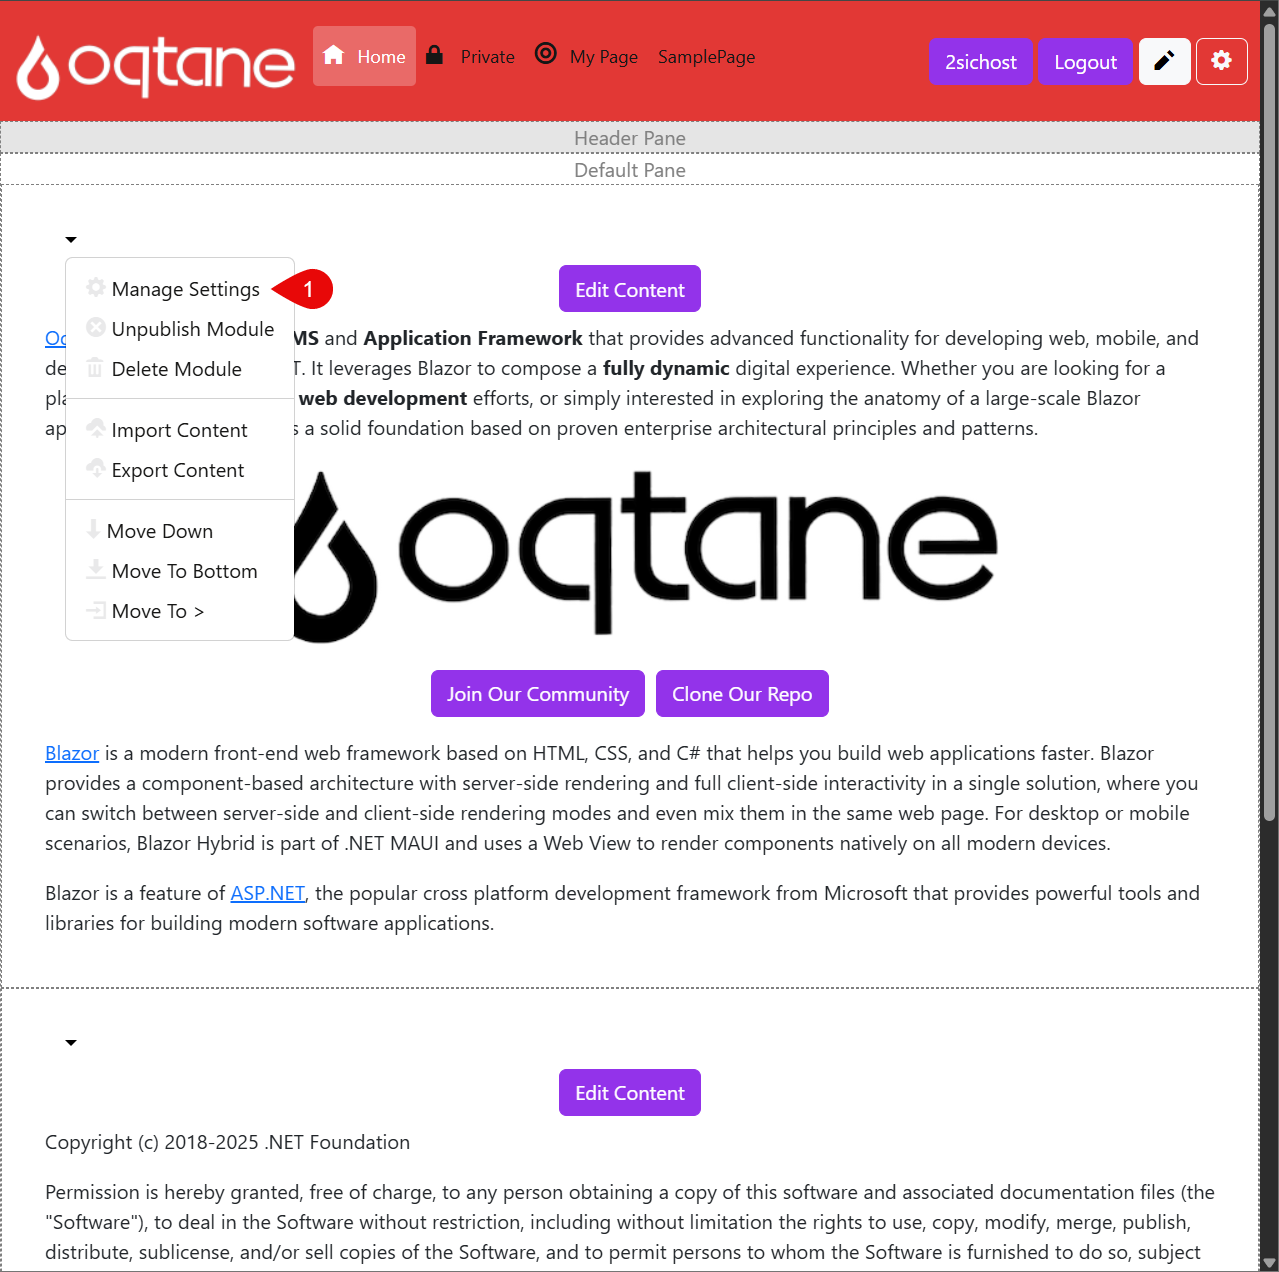 oqtane
Home
Private
My Page
SamplePage
2sichost
Logout
Header Pane
Default Pane
Manage Settings
1
Unpublish Module
Delete Module
Import Content
Export Content
Move Down
Move To Bottom
Move To >
Edit Content
MS and Application Framework that provides advanced functionality for developing web, mobile, and
de T. It leverages Blazor to compose a fully dynamic digital experience. Whether you are looking for a
pla web development efforts, or simply interested in exploring the anatomy of a large-scale Blazor
ap s a solid foundation based on proven enterprise architectural principles and patterns.
oqtane
Join Our Community
Clone Our Repo
Blazor is a modern front-end web framework based on HTML, CSS, and C# that helps you build web applications faster. Blazor
provides a component-based architecture with server-side rendering and full client-side interactivity in a single solution, where you
can switch between server-side and client-side rendering modes and even mix them in the same web page. For desktop or mobile
scenarios, Blazor Hybrid is part of .NET MAUI and uses a Web View to render components natively on all modern devices.
Blazor is a feature of ASP.NET, the popular cross platform development framework from Microsoft that provides powerful tools and
libraries for building modern software applications.
Edit Content
Copyright (c) 2018-2025 .NET Foundation
Permission is hereby granted, free of charge, to any person obtaining a copy of this software and associated documentation files (the
"Software"), to deal in the Software without restriction, including without limitation the rights to use, copy, modify, merge, publish,
distribute, sublicense, and/or sell copies of the Software, and to permit persons to whom the Software is furnished to do so, subject